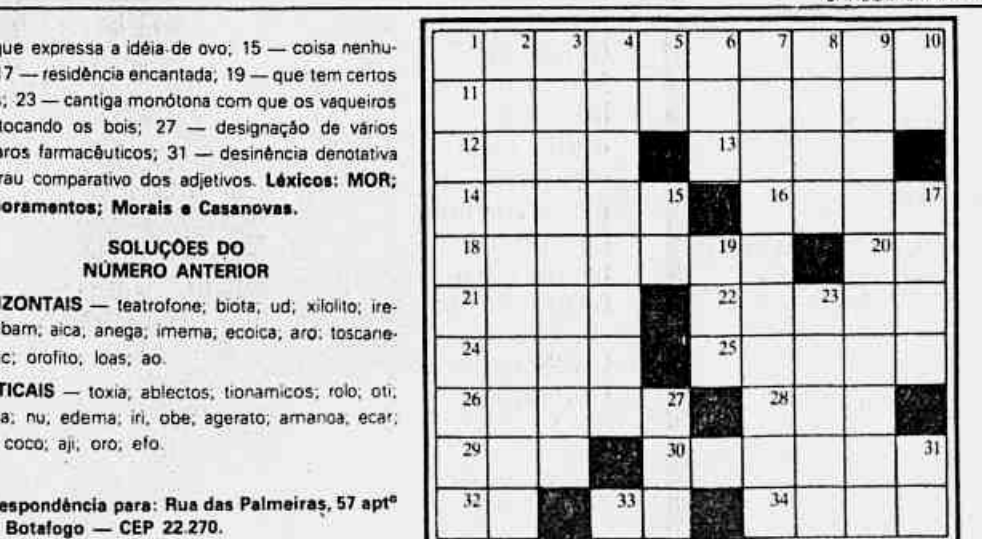 que expressa a idéia de ovo; 15 — coisa nenhu-
17 — residência encantada; 19 — que tem certos
s; 23 — cantiga monótona com que os vaqueiros
tocando os bois; 27 — designação de vários
aros farmacêuticos; 31 — desinência denotativa
rau comparativo dos adjetivos. Léxicos: MOR;
oramentos; Morais e Casanovas.
SOLUÇÕES DO
NÚMERO ANTERIOR
IZONTAIS — teatrofone; biota; ud; xilolito; ire-
bam; aica; anega; imema; ecoica; aro; toscane-
c; orofito; loas; ao.
TICAIS — toxia; ablectos; tionamicos; rolo; oti;
a; nu; edema; iri; obe; agerato; amanoa; ecar;
coco; aji; oro; efo.
espondência para: Rua das Palmeiras, 57 aptº
Botafogo — CEP 22.270.
1 2 3 4 5 6 7 8 9 10
11
12 13
14 15 16 17
18 19 20
21 22 23
24 25
26 27 28
29 30 31
32 33 34